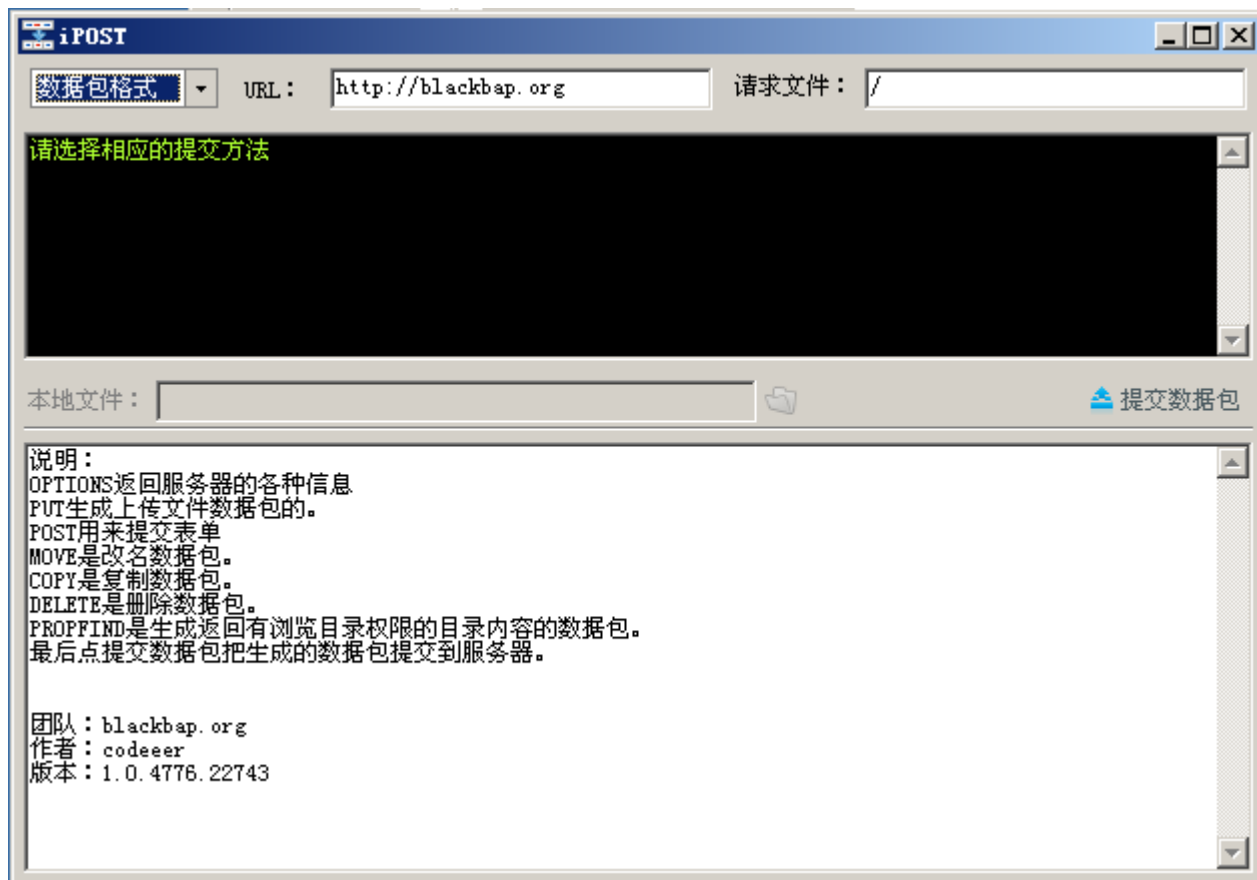 iPOST
数据包格式 URL： http://blackbap.org 请求文件： /
请选择相应的提交方法
本地文件： 提交数据包
说明：
OPTIONS返回服务器的各种信息
PUT生成上传文件数据包的。
POST用来提交表单
MOVE是改名数据包。
COPY是复制数据包。
DELETE是删除数据包。
PROPFIND是生成返回有浏览目录权限的目录内容的数据包。
最后点提交数据包把生成的数据包提交到服务器。
团队：blackbap.org
作者：codeeer
版本：1.0.4776.22743